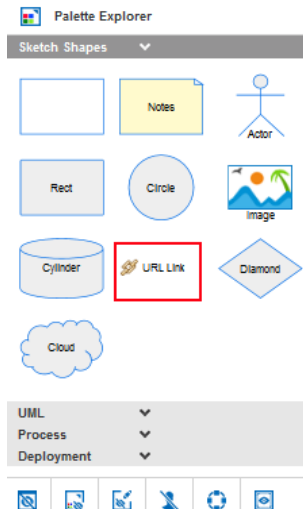 Palette Explorer
Sketch Shapes
Notes
Actor
Rect
Circle
Image
Cylinder
URL Link
Diamond
Cloud
UML
Process
Deployment